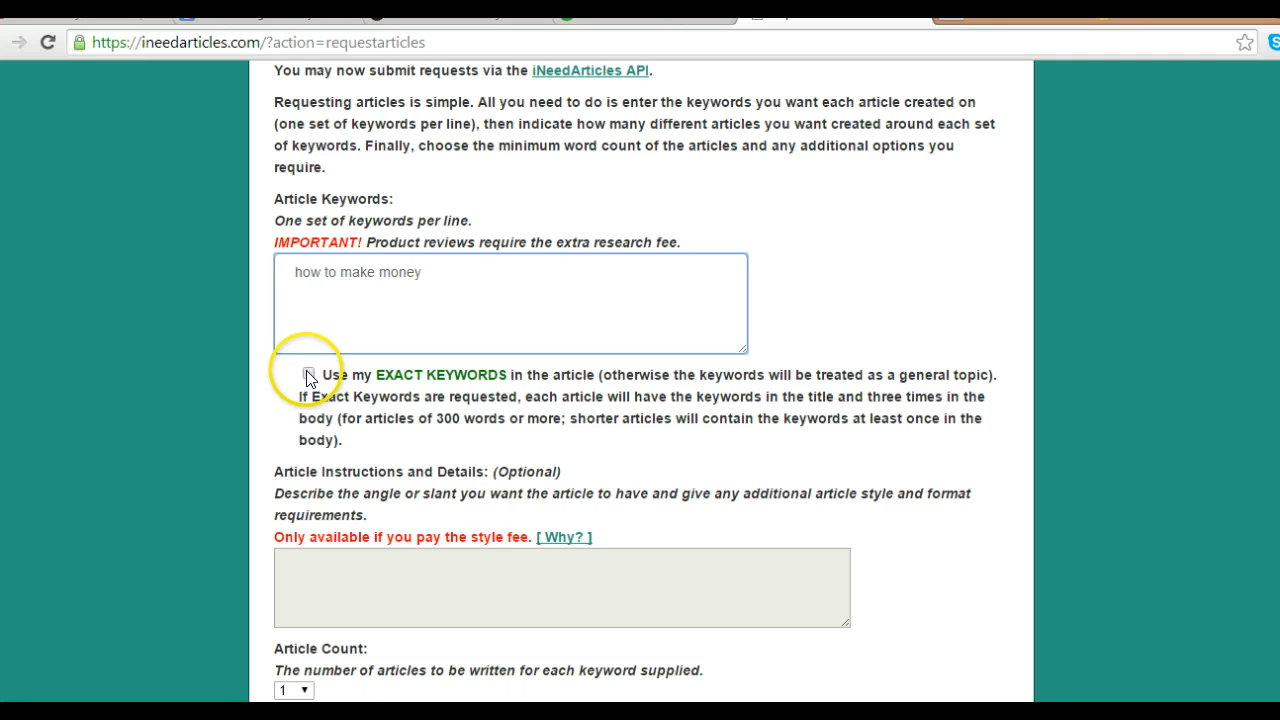 https://ineedarticles.com/?action=requestarticles
You may now submit requests via the iNeedArticles API.
Requesting articles is simple. All you need to do is enter the keywords you want each article created on
(one set of keywords per line), then indicate how many different articles you want created around each set
of keywords. Finally, choose the minimum word count of the articles and any additional options you
require.
Article Keywords:
One set of keywords per line.
IMPORTANT! Product reviews require the extra research fee.
how to make money
Use my EXACT KEYWORDS in the article (otherwise the keywords will be treated as a general topic).
If Exact Keywords are requested, each article will have the keywords in the title and three times in the
body (for articles of 300 words or more; shorter articles will contain the keywords at least once in the
body).
Article Instructions and Details: (Optional)
Describe the angle or slant you want the article to have and give any additional article style and format
requirements.
Only available if you pay the style fee. [ Why? ]
Article Count:
The number of articles to be written for each keyword supplied.
1